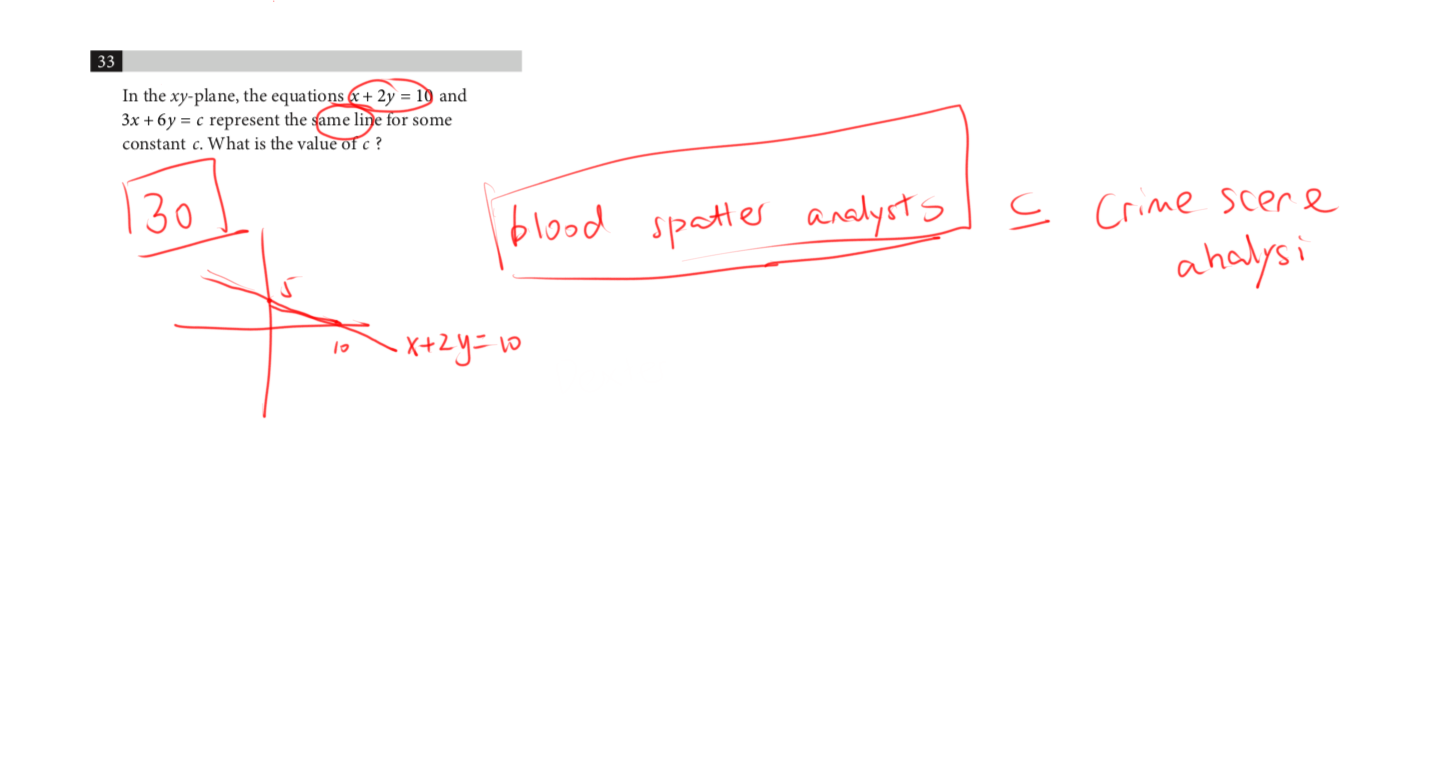 33
In the xy-plane, the equations x + 2y = 10 and
3x + 6y = c represent the same line for some
constant c. What is the value of c ?
30
blood spatter analysts ⊆ Crime scene
analysi
5
10
x+2y=10